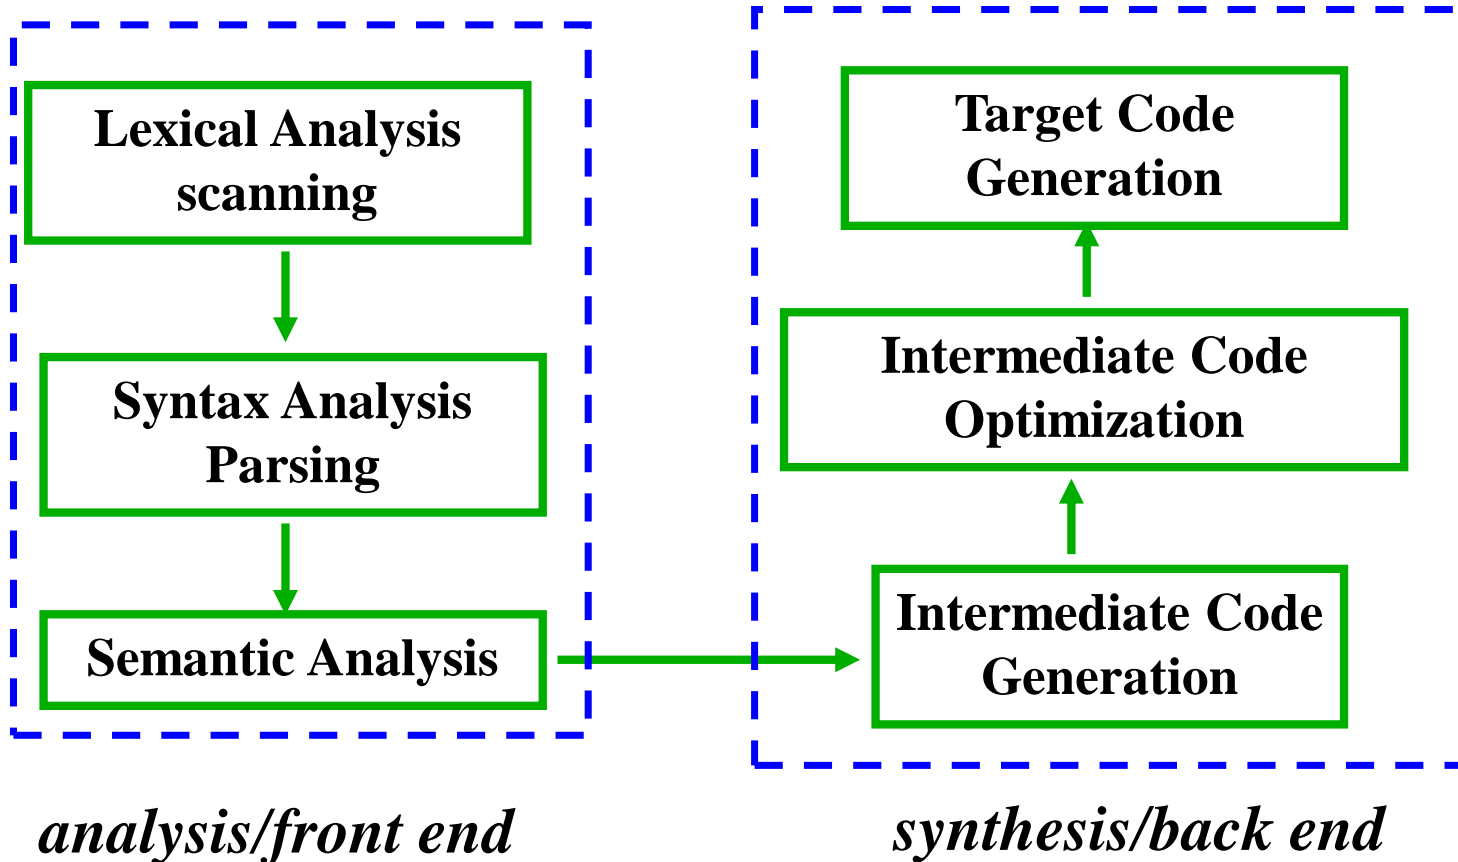 Lexical Analysis
scanning
Syntax Analysis
Parsing
Semantic Analysis
analysis/front end
Target Code
Generation
Intermediate Code
Optimization
Intermediate Code
Generation
synthesis/back end